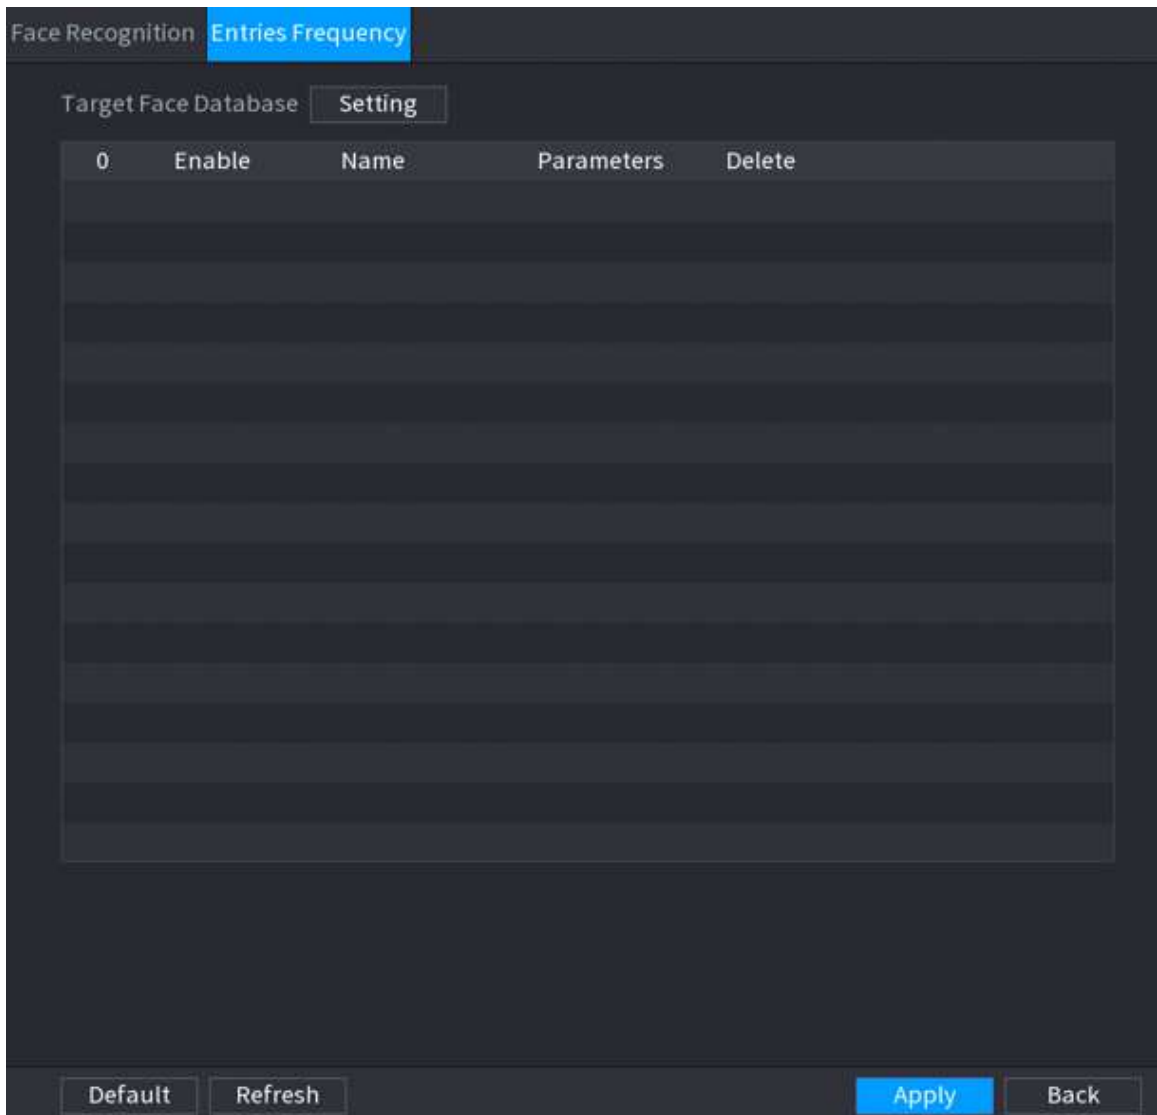 Face Recognition Entries Frequency
Target Face Database Setting
0 Enable Name Parameters Delete
Default Refresh Apply Back